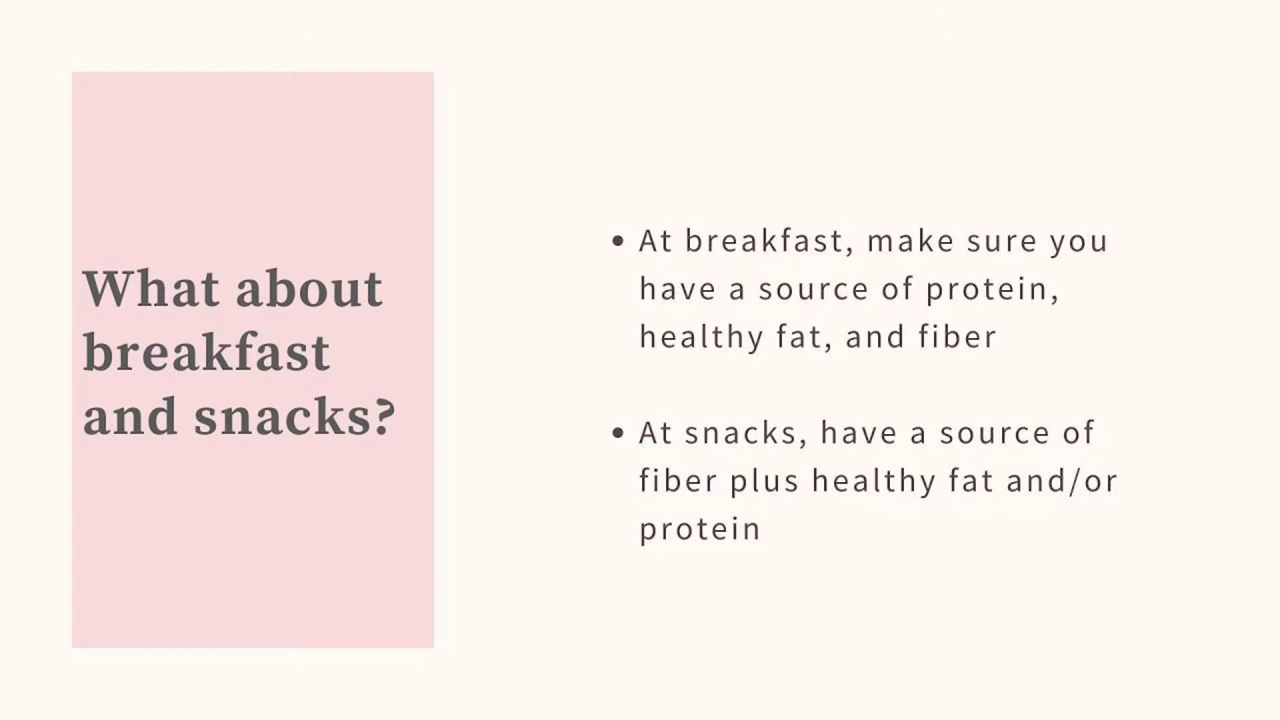 What about
breakfast
and snacks?
• At breakfast, make sure you
have a source of protein,
healthy fat, and fiber
• At snacks, have a source of
fiber plus healthy fat and/or
protein